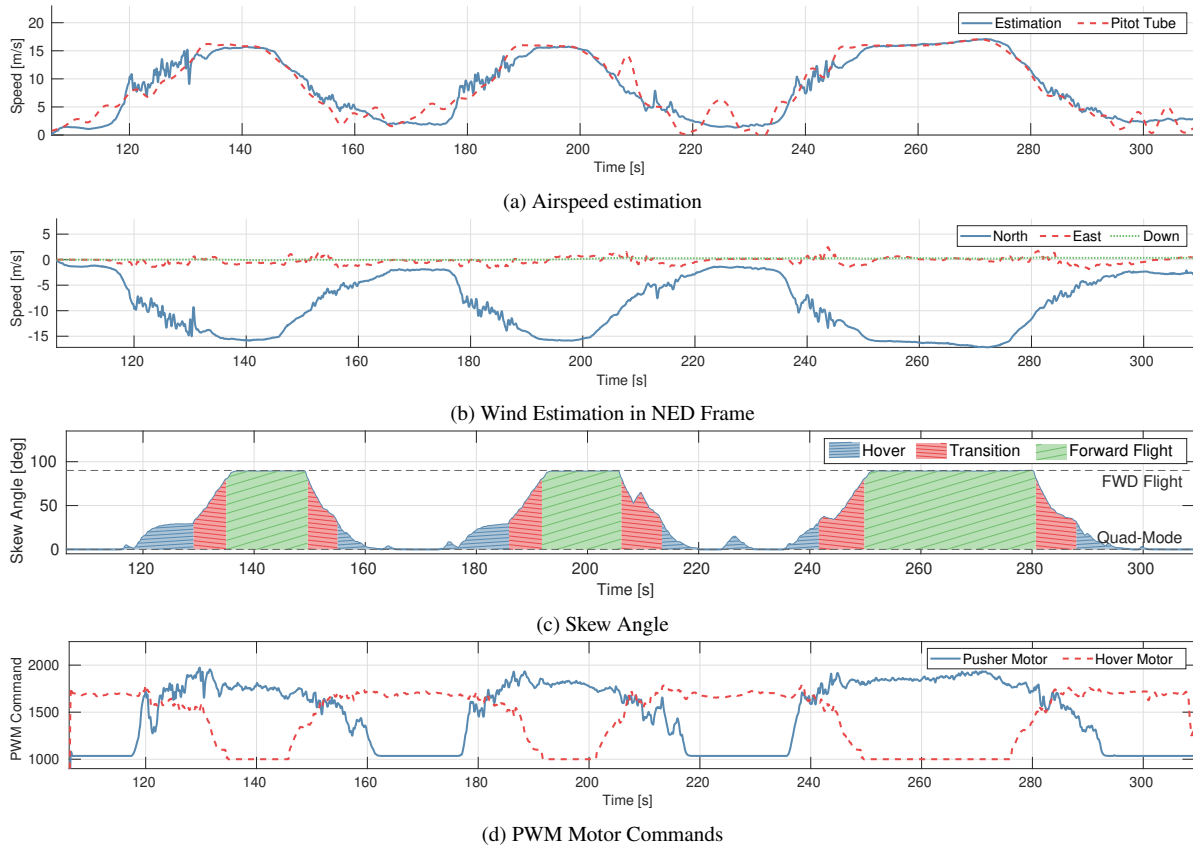 Estimation Pitot Tube
20
15
10
5
0
Speed [m/s]
120 140 160 180 200 220 240 260 280 300
Time [s]
(a) Airspeed estimation
North East Down
5
0
-5
-10
-15
Speed [m/s]
120 140 160 180 200 220 240 260 280 300
Time [s]
(b) Wind Estimation in NED Frame
Hover Transition Forward Flight
100
50
0
Skew Angle [deg]
FWD Flight
Quad-Mode
120 140 160 180 200 220 240 260 280 300
Time [s]
(c) Skew Angle
Pusher Motor Hover Motor
2000
1500
1000
PWM Command
120 140 160 180 200 220 240 260 280 300
Time [s]
(d) PWM Motor Commands